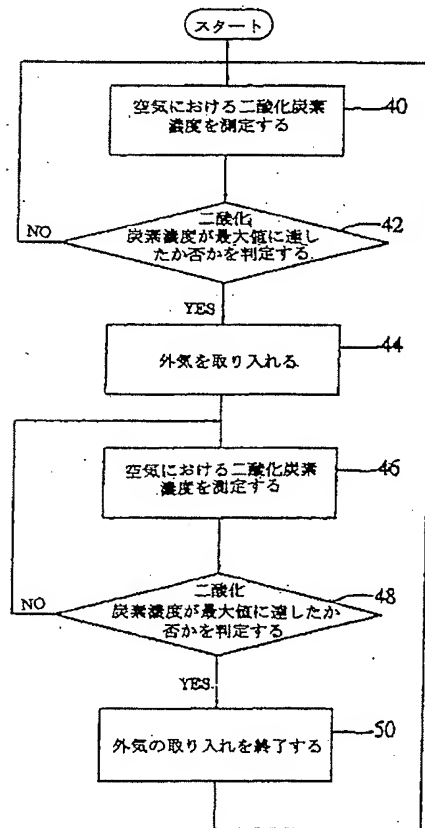 スタート
空気における二酸化炭素
濃度を測定する
40
二酸化
炭素濃度が最大値に達し
たか否かを判定する
42
NO
YES
外気を取り入れる
44
空気における二酸化炭素
濃度を測定する
46
二酸化
炭素濃度が最大値に達したか
否かを判定する
48
NO
YES.
外気の取り入れを終了する
50